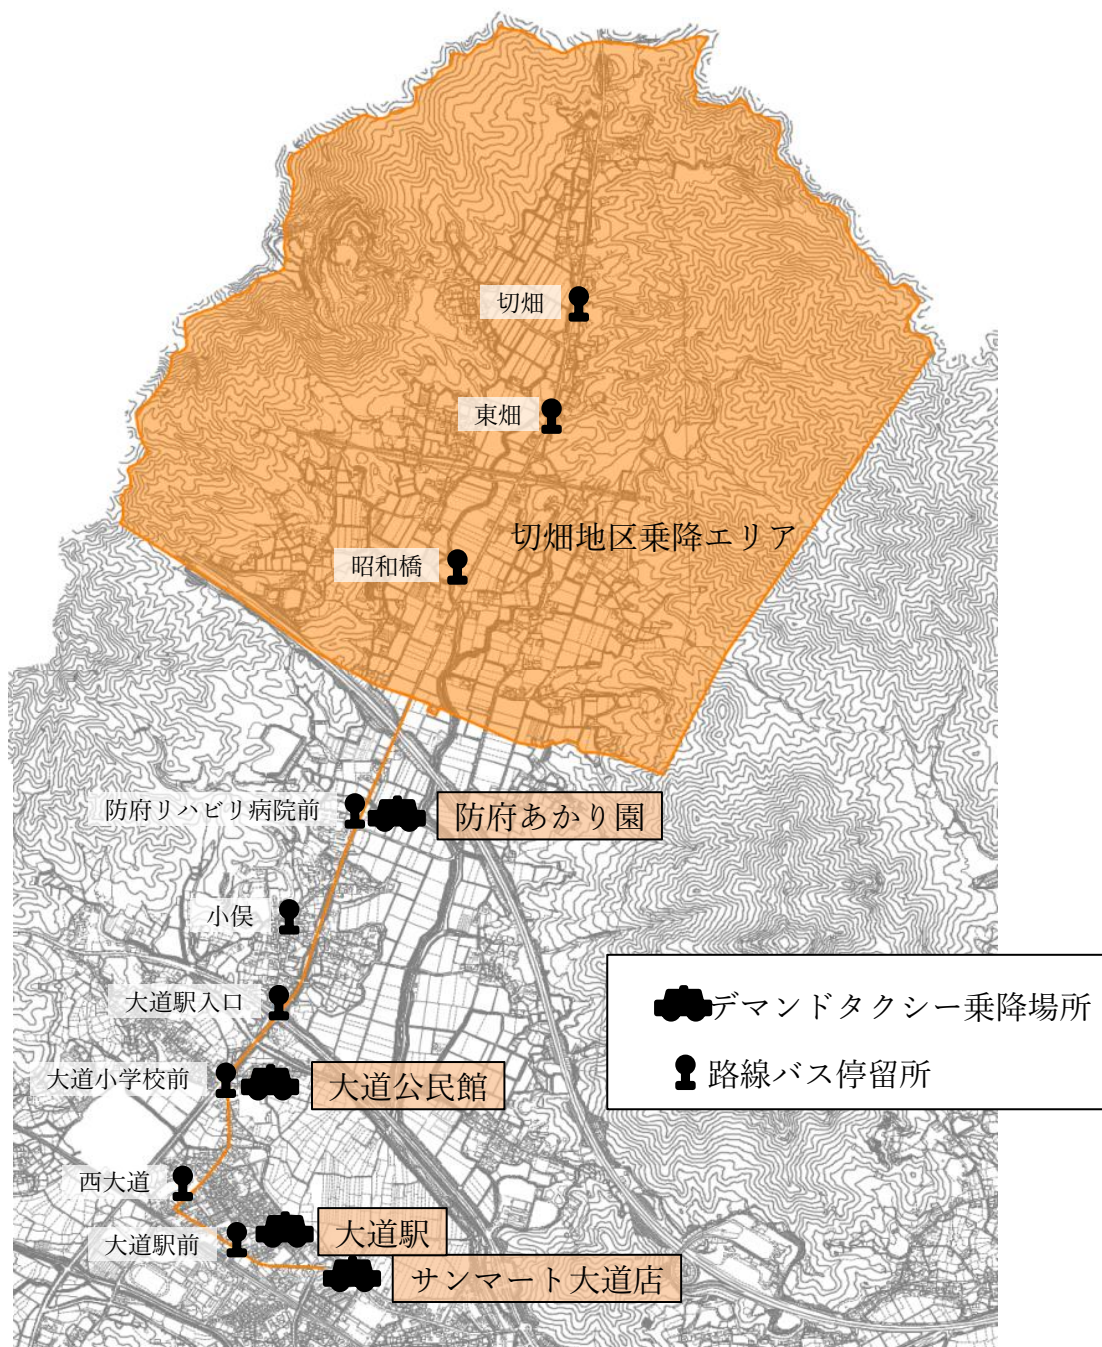 切畑
東畑
切畑地区乗降エリア
昭和橋
防府リハビリ病院前
防府あかり園
小俣
大道駅入口
デマンドタクシー乗降場所
路線バス停留所
大道小学校前
大道公民館
西大道
大道駅前
大道駅
サンマート大道店